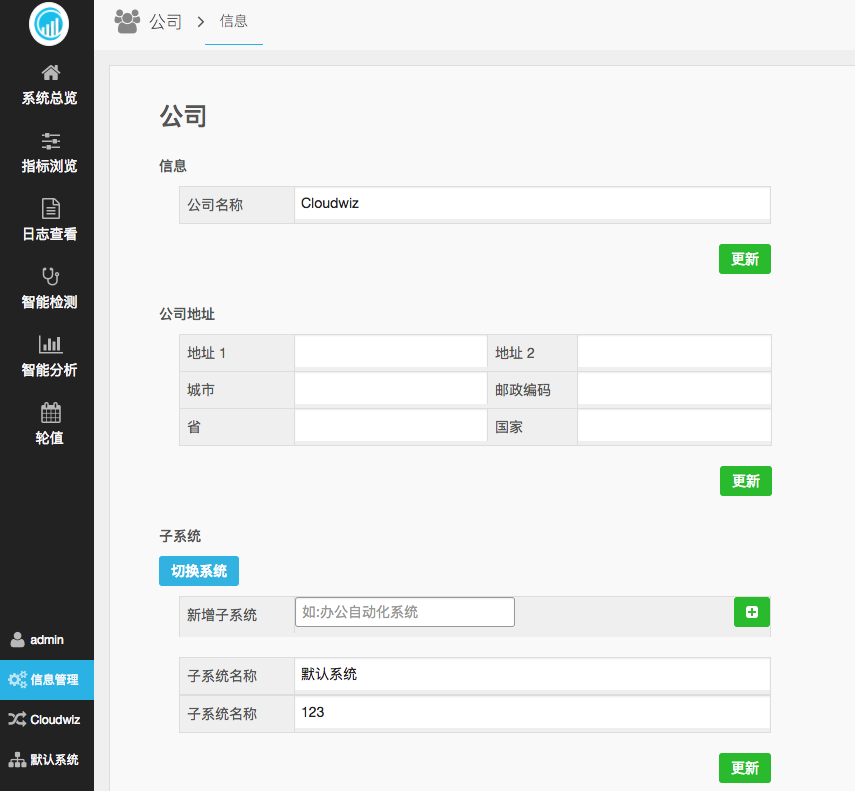 公司 > 信息
系统总览
指标浏览
日志查看
智能检测
智能分析
轮值
admin
信息管理
Cloudwiz
默认系统
公司
信息
公司名称 Cloudwiz
更新
公司地址
地址 1 地址 2
城市 邮政编码
省 国家
更新
子系统
切换系统
新增子系统 如:办公自动化系统
子系统名称 默认系统
子系统名称 123
更新